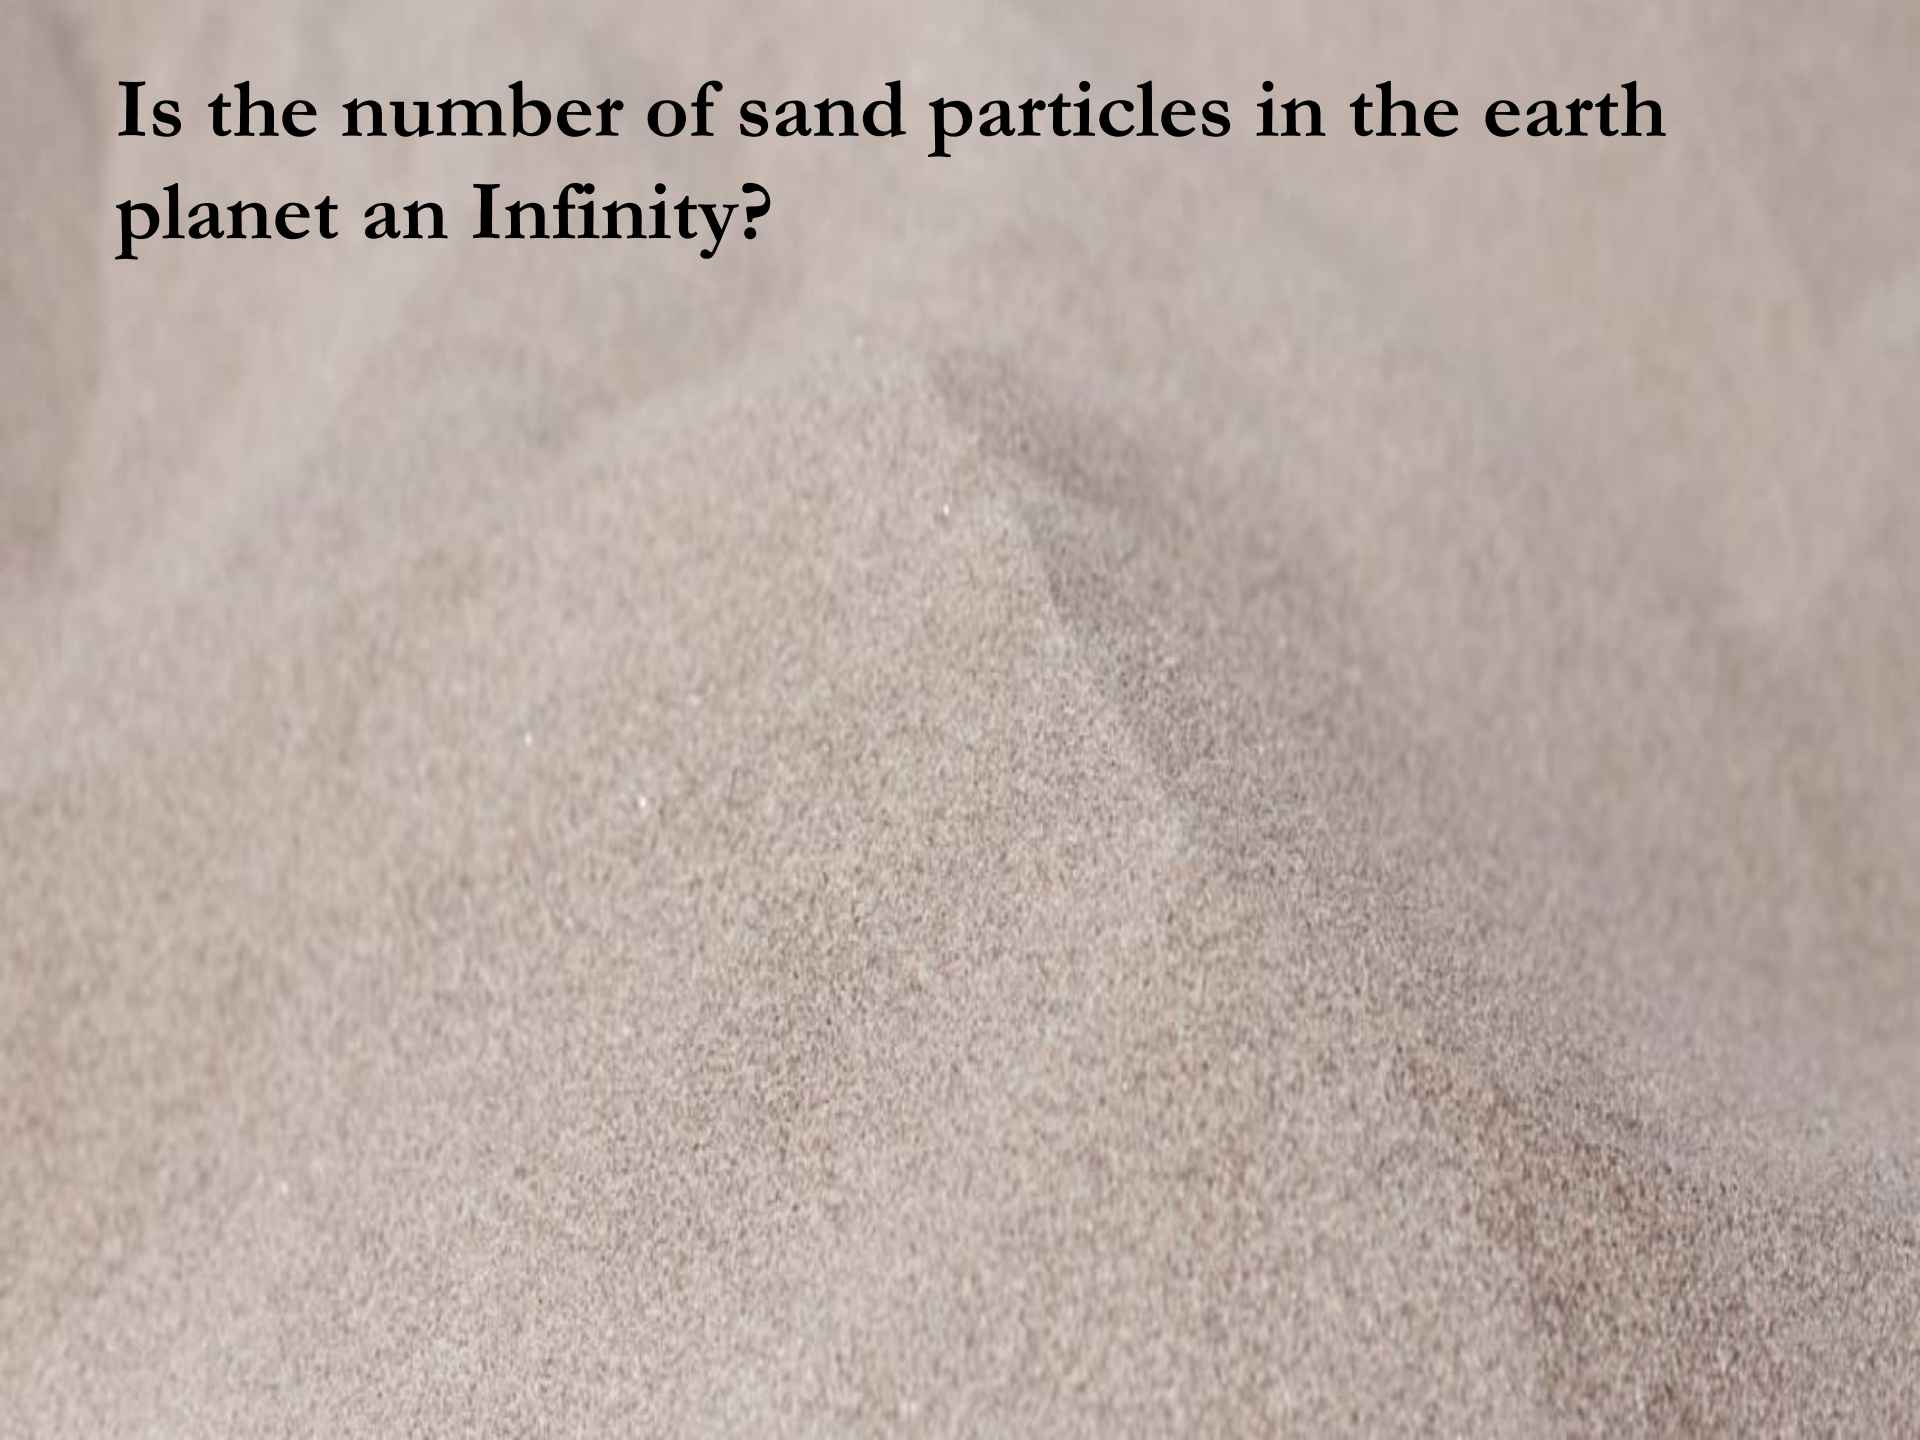 Is the number of sand particles in the earth
planet an Infinity?